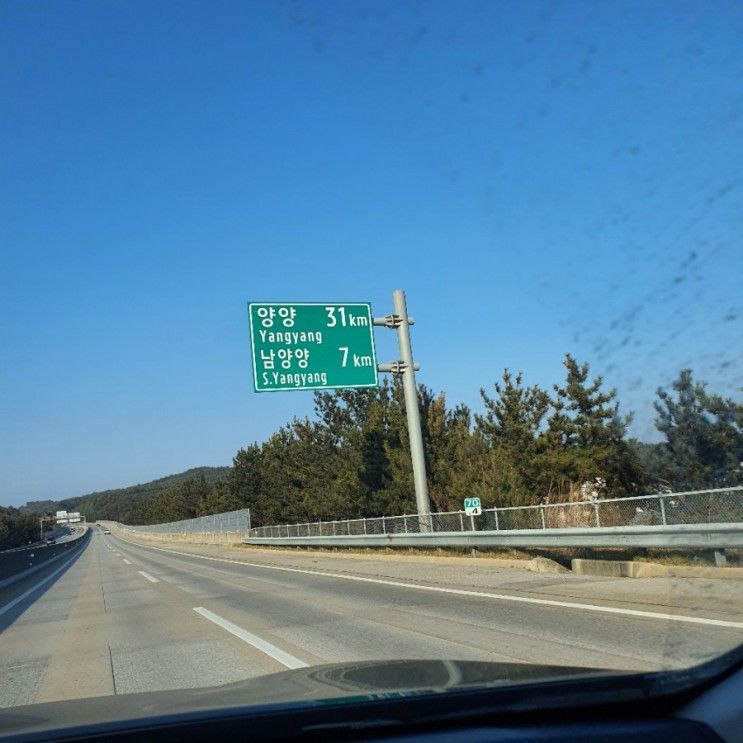 양양 31km
Yangyang
남양양 7km
S.Yangyang
70
.4